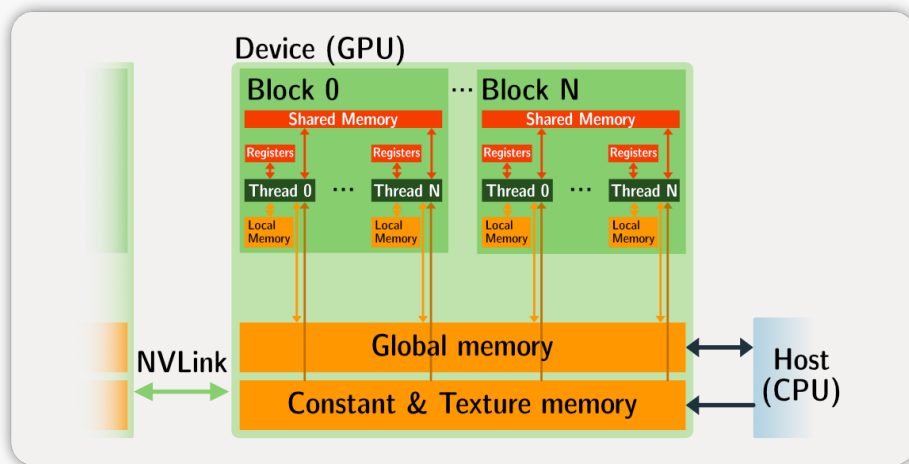 Device (GPU)
Block 0
...
Block N
Shared Memory
Shared Memory
Registers
Registers
Registers
Registers
Thread 0
...
Thread N
Thread 0
...
Thread N
Local
Memory
Local
Memory
Local
Memory
Local
Memory
Global memory
NVLink
Host
(CPU)
Constant & Texture memory